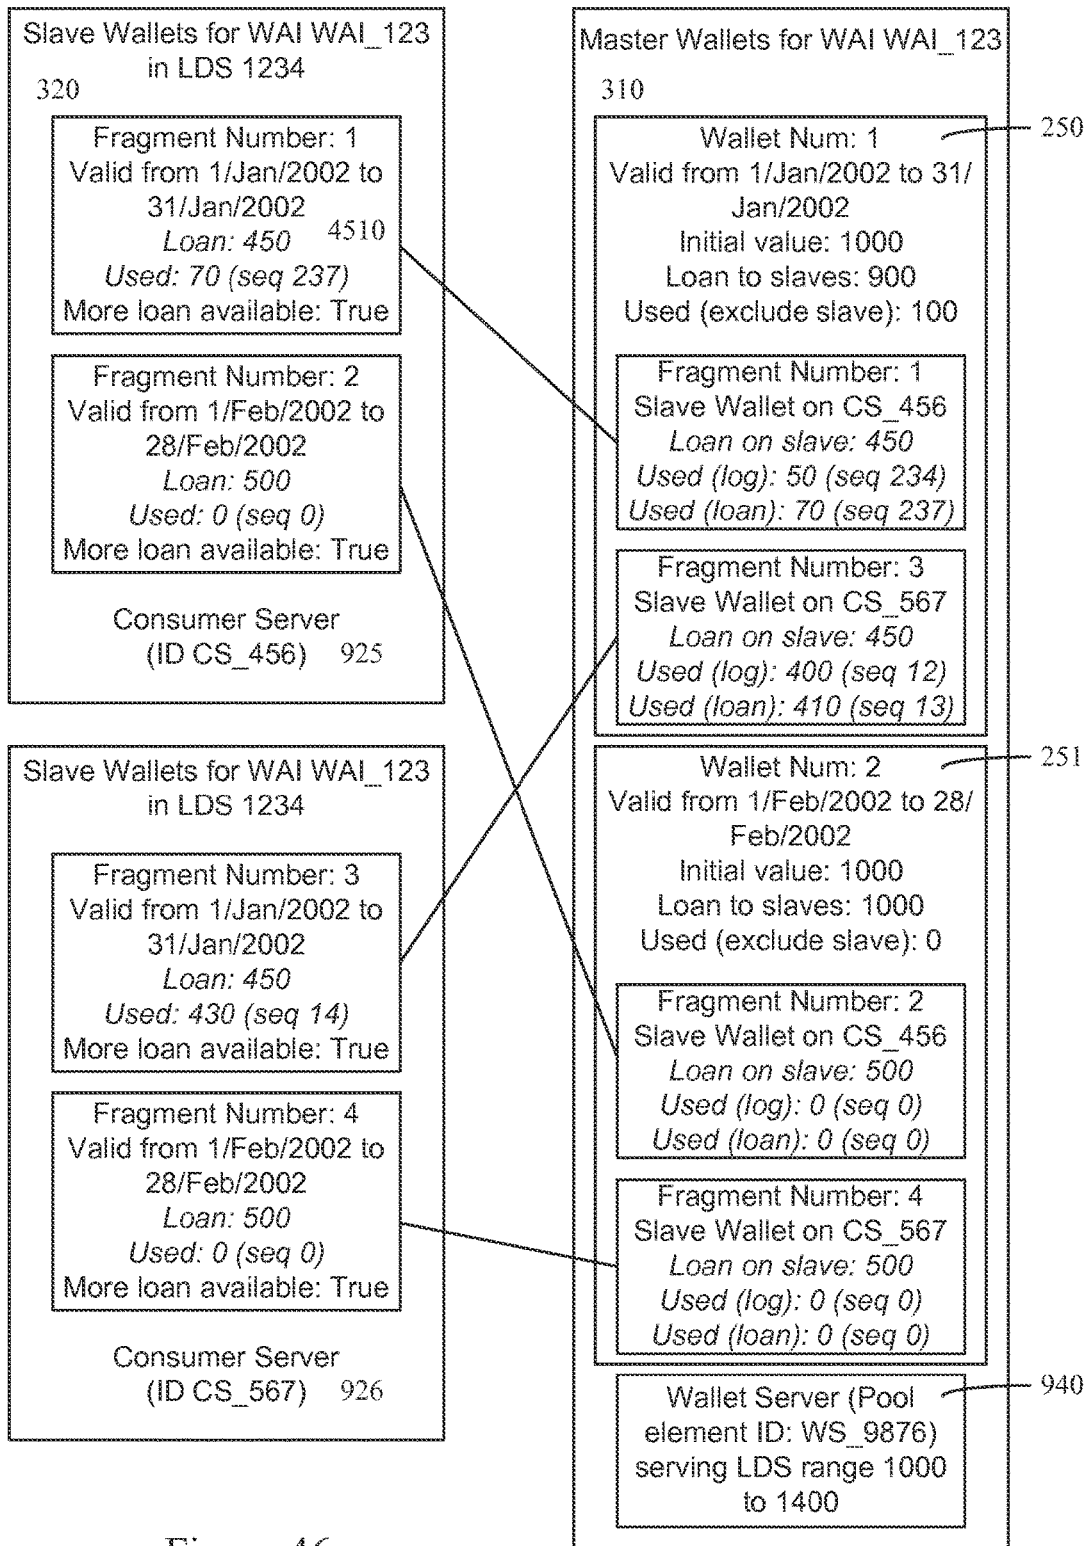 Slave Wallets for WAI WAI_123
in LDS 1234
320
Fragment Number: 1
Valid from 1/Jan/2002 to
31/Jan/2002
Loan: 450
4510
Used: 70 (seq 237)
More loan available: True
Fragment Number: 2
Valid from 1/Feb/2002 to
28/Feb/2002
Loan: 500
Used: 0 (seq 0)
More loan available: True
Consumer Server
(ID CS_456) 925
Slave Wallets for WAI WAI_123
in LDS 1234
Fragment Number: 3
Valid from 1/Jan/2002 to
31/Jan/2002
Loan: 450
Used: 430 (seq 14)
More loan available: True
Fragment Number: 4
Valid from 1/Feb/2002 to
28/Feb/2002
Loan: 500
Used: 0 (seq 0)
More loan available: True
Consumer Server
(ID CS_567) 926
Master Wallets for WAI WAI_123
310
Wallet Num: 1
250
Valid from 1/Jan/2002 to 31/
Jan/2002
Initial value: 1000
Loan to slaves: 900
Used (exclude slave): 100
Fragment Number: 1
Slave Wallet on CS_456
Loan on slave: 450
Used (log): 50 (seq 234)
Used (loan): 70 (seq 237)
Fragment Number: 3
Slave Wallet on CS_567
Loan on slave: 450
Used (log): 400 (seq 12)
Used (loan): 410 (seq 13)
Wallet Num: 2
251
Valid from 1/Feb/2002 to 28/
Feb/2002
Initial value: 1000
Loan to slaves: 1000
Used (exclude slave): 0
Fragment Number: 2
Slave Wallet on CS_456
Loan on slave: 500
Used (log): 0 (seq 0)
Used (loan): 0 (seq 0)
Fragment Number: 4
Slave Wallet on CS_567
Loan on slave: 500
Used (log): 0 (seq 0)
Used (loan): 0 (seq 0)
Wallet Server (Pool
940
element ID: WS_9876)
serving LDS range 1000
to 1400